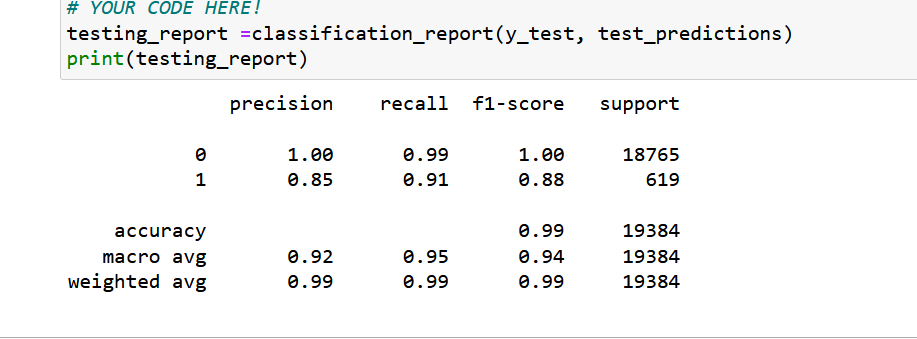 # YOUR CODE HERE!
testing_report =classification_report(y_test, test_predictions)
print(testing_report)
precision recall f1-score support
0 1.00 0.99 1.00 18765
1 0.85 0.91 0.88 619
accuracy 0.99 19384
macro avg 0.92 0.95 0.94 19384
weighted avg 0.99 0.99 0.99 19384